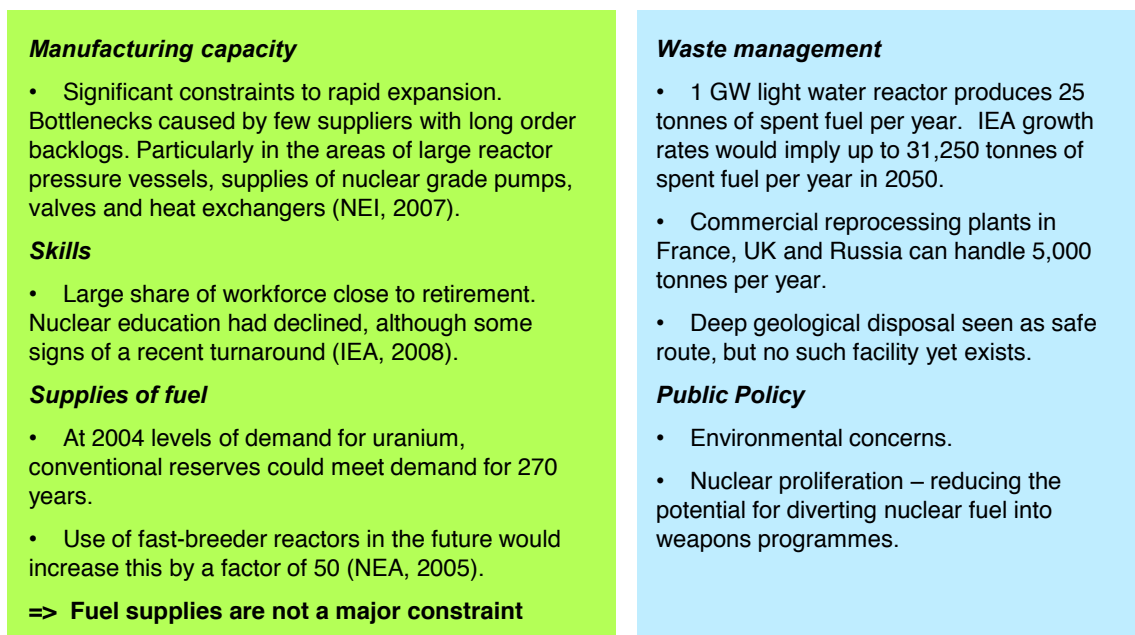 Manufacturing capacity
• Significant constraints to rapid expansion.
Bottlenecks caused by few suppliers with long order
backlogs. Particularly in the areas of large reactor
pressure vessels, supplies of nuclear grade pumps,
valves and heat exchangers (NEI, 2007).
Skills
• Large share of workforce close to retirement.
Nuclear education had declined, although some
signs of a recent turnaround (IEA, 2008).
Supplies of fuel
• At 2004 levels of demand for uranium,
conventional reserves could meet demand for 270
years.
• Use of fast-breeder reactors in the future would
increase this by a factor of 50 (NEA, 2005).
=> Fuel supplies are not a major constraint
Waste management
• 1 GW light water reactor produces 25
tonnes of spent fuel per year. IEA growth
rates would imply up to 31,250 tonnes of
spent fuel per year in 2050.
• Commercial reprocessing plants in
France, UK and Russia can handle 5,000
tonnes per year.
• Deep geological disposal seen as safe
route, but no such facility yet exists.
Public Policy
• Environmental concerns.
• Nuclear proliferation – reducing the
potential for diverting nuclear fuel into
weapons programmes.